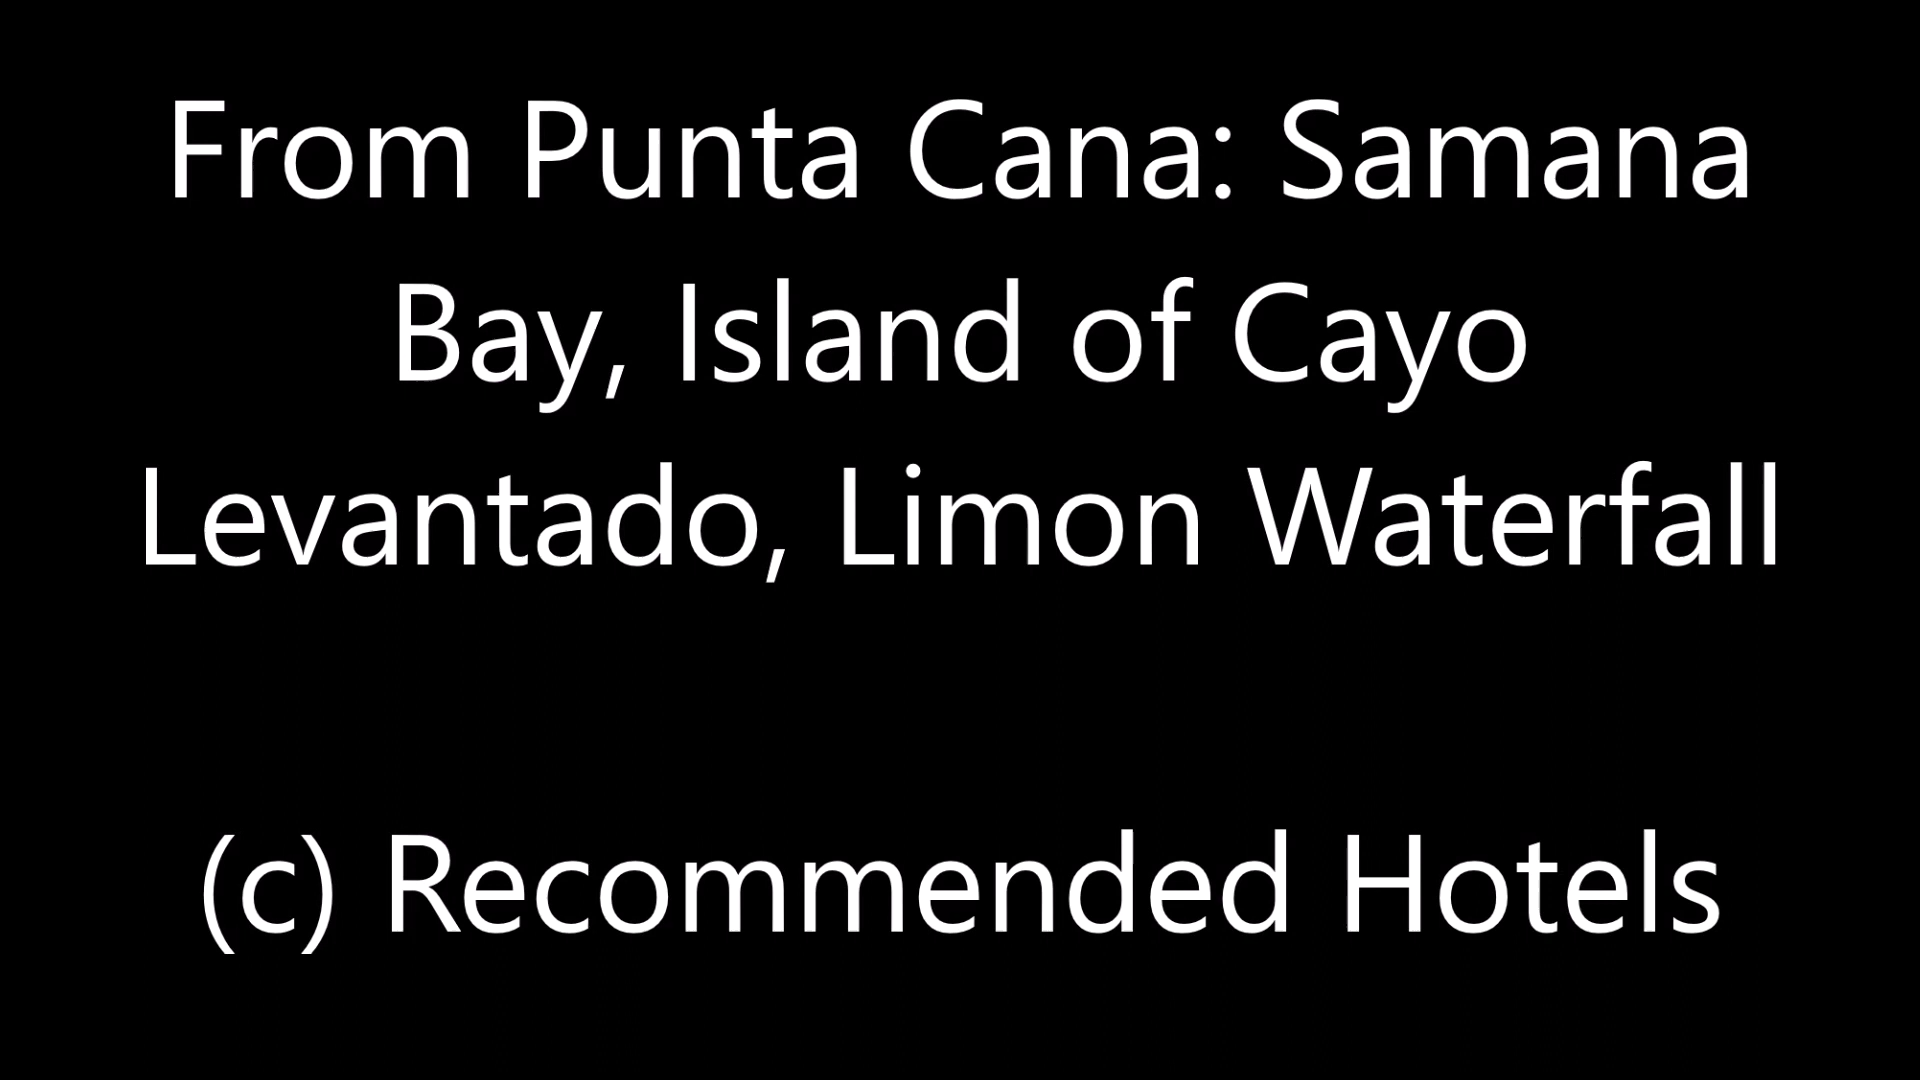 From Punta Cana: Samana
Bay, Island of Cayo
Levantado, Limon Waterfall
(c) Recommended Hotels